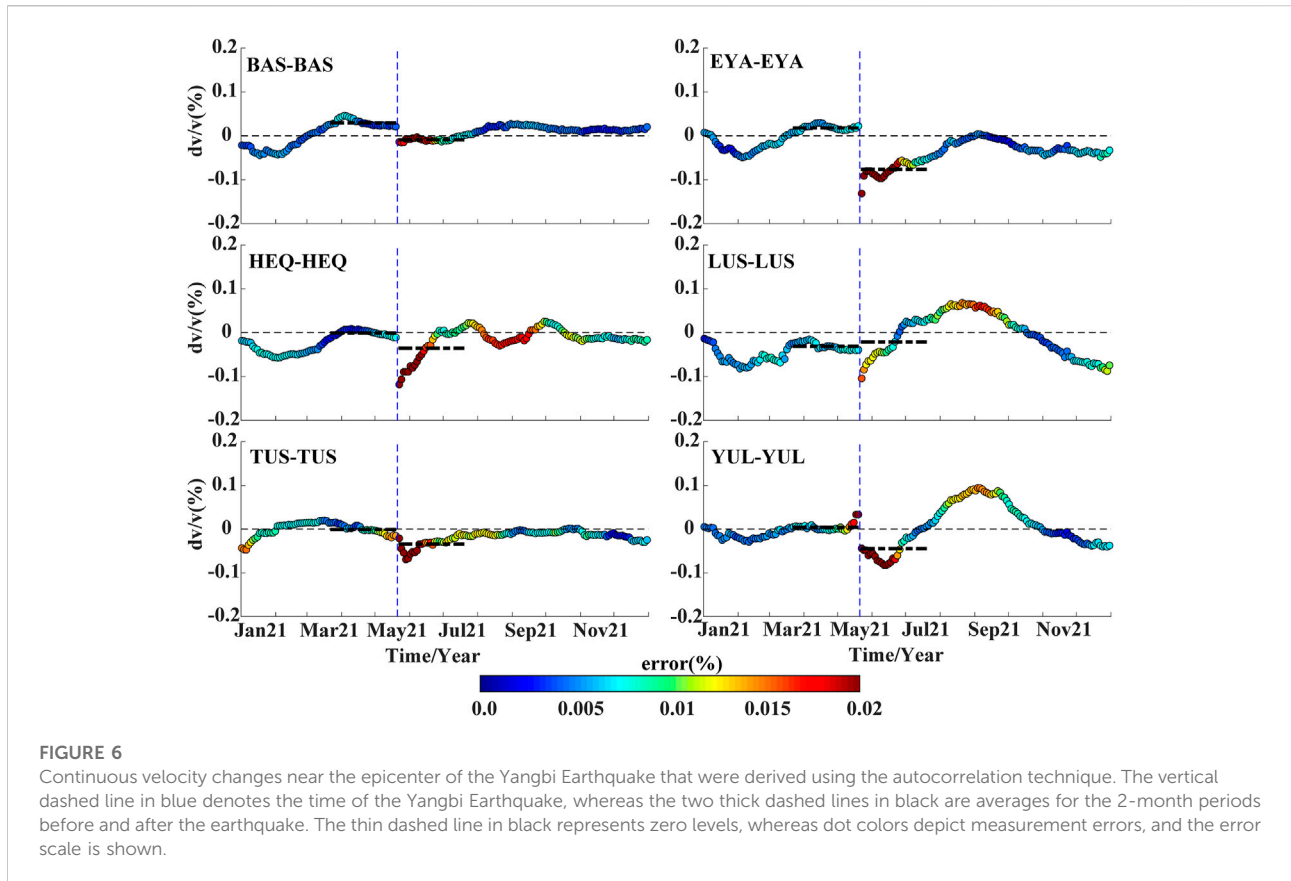 0.2
0.1
0
-0.1
-0.2
dv/v(%)
BAS-BAS
0.2
0.1
0
-0.1
-0.2
dv/v(%)
EYA-EYA
0.2
0.1
0
-0.1
-0.2
dv/v(%)
HEQ-HEQ
0.2
0.1
0
-0.1
-0.2
LUS-LUS
0.2
0.1
0
-0.1
-0.2
dv/v(%)
TUS-TUS
0.2
0.1
0
-0.1
-0.2
YUL-YUL
Jan21 Mar21 May21 Jul21 Sep21 Nov21
Time/Year
Jan21 Mar21 May21 Jul21 Sep21 Nov21
Time/Year
error(%)
0.0 0.005 0.01 0.015 0.02
FIGURE 6
Continuous velocity changes near the epicenter of the Yangbi Earthquake that were derived using the autocorrelation technique. The vertical
dashed line in blue denotes the time of the Yangbi Earthquake, whereas the two thick dashed lines in black are averages for the 2-month periods
before and after the earthquake. The thin dashed line in black represents zero levels, whereas dot colors depict measurement errors, and the error
scale is shown.